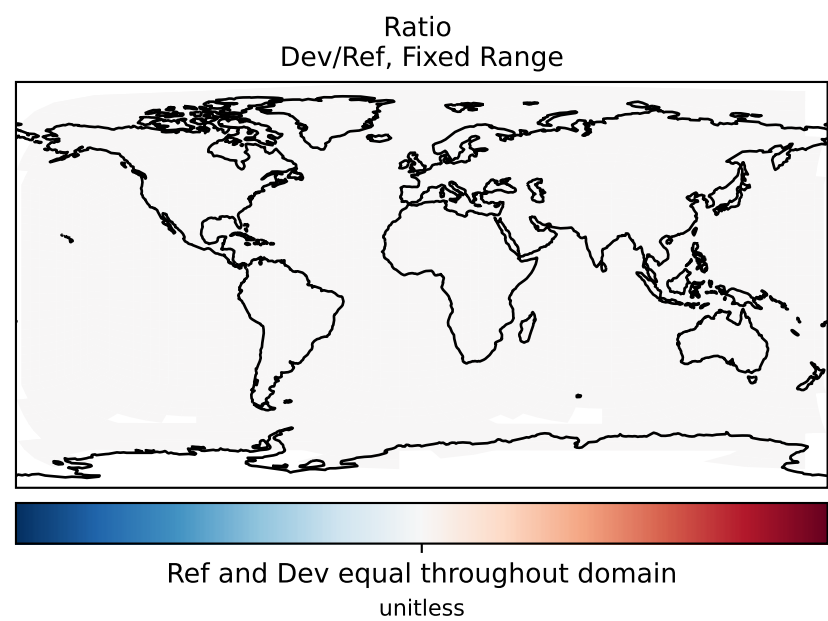 Ratio
Dev/Ref, Fixed Range
Ref and Dev equal throughout domain
unitless